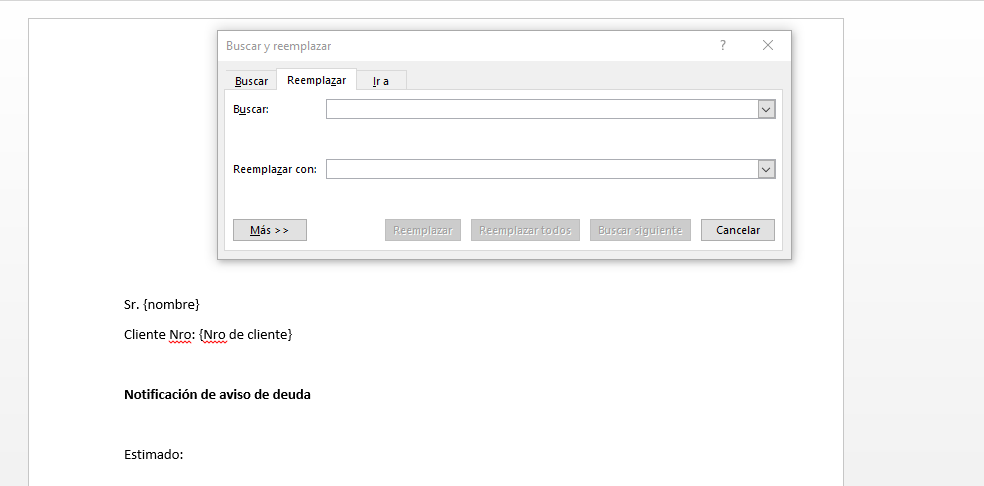 Buscar y reemplazar ?
Buscar Reemplazar Ir a
Buscar:
Reemplazar con:
Más >> Reemplazar Reemplazar todos Buscar siguiente Cancelar
Sr. {nombre}
Cliente Nro: {Nro de cliente}
Notificación de aviso de deuda
Estimado: